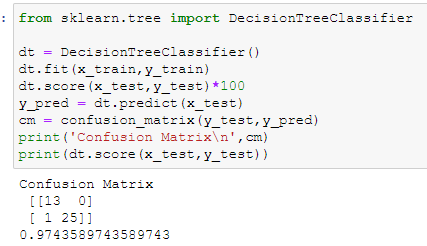 : from sklearn.tree import DecisionTreeClassifier
dt = DecisionTreeClassifier()
dt.fit(x_train,y_train)
dt.score(x_test,y_test)*100
y_pred = dt.predict(x_test)
cm = confusion_matrix(y_test,y_pred)
print('Confusion Matrix\n',cm)
print(dt.score(x_test,y_test))
Confusion Matrix
[[13  0]
[ 1 25]]
0.9743589743589743